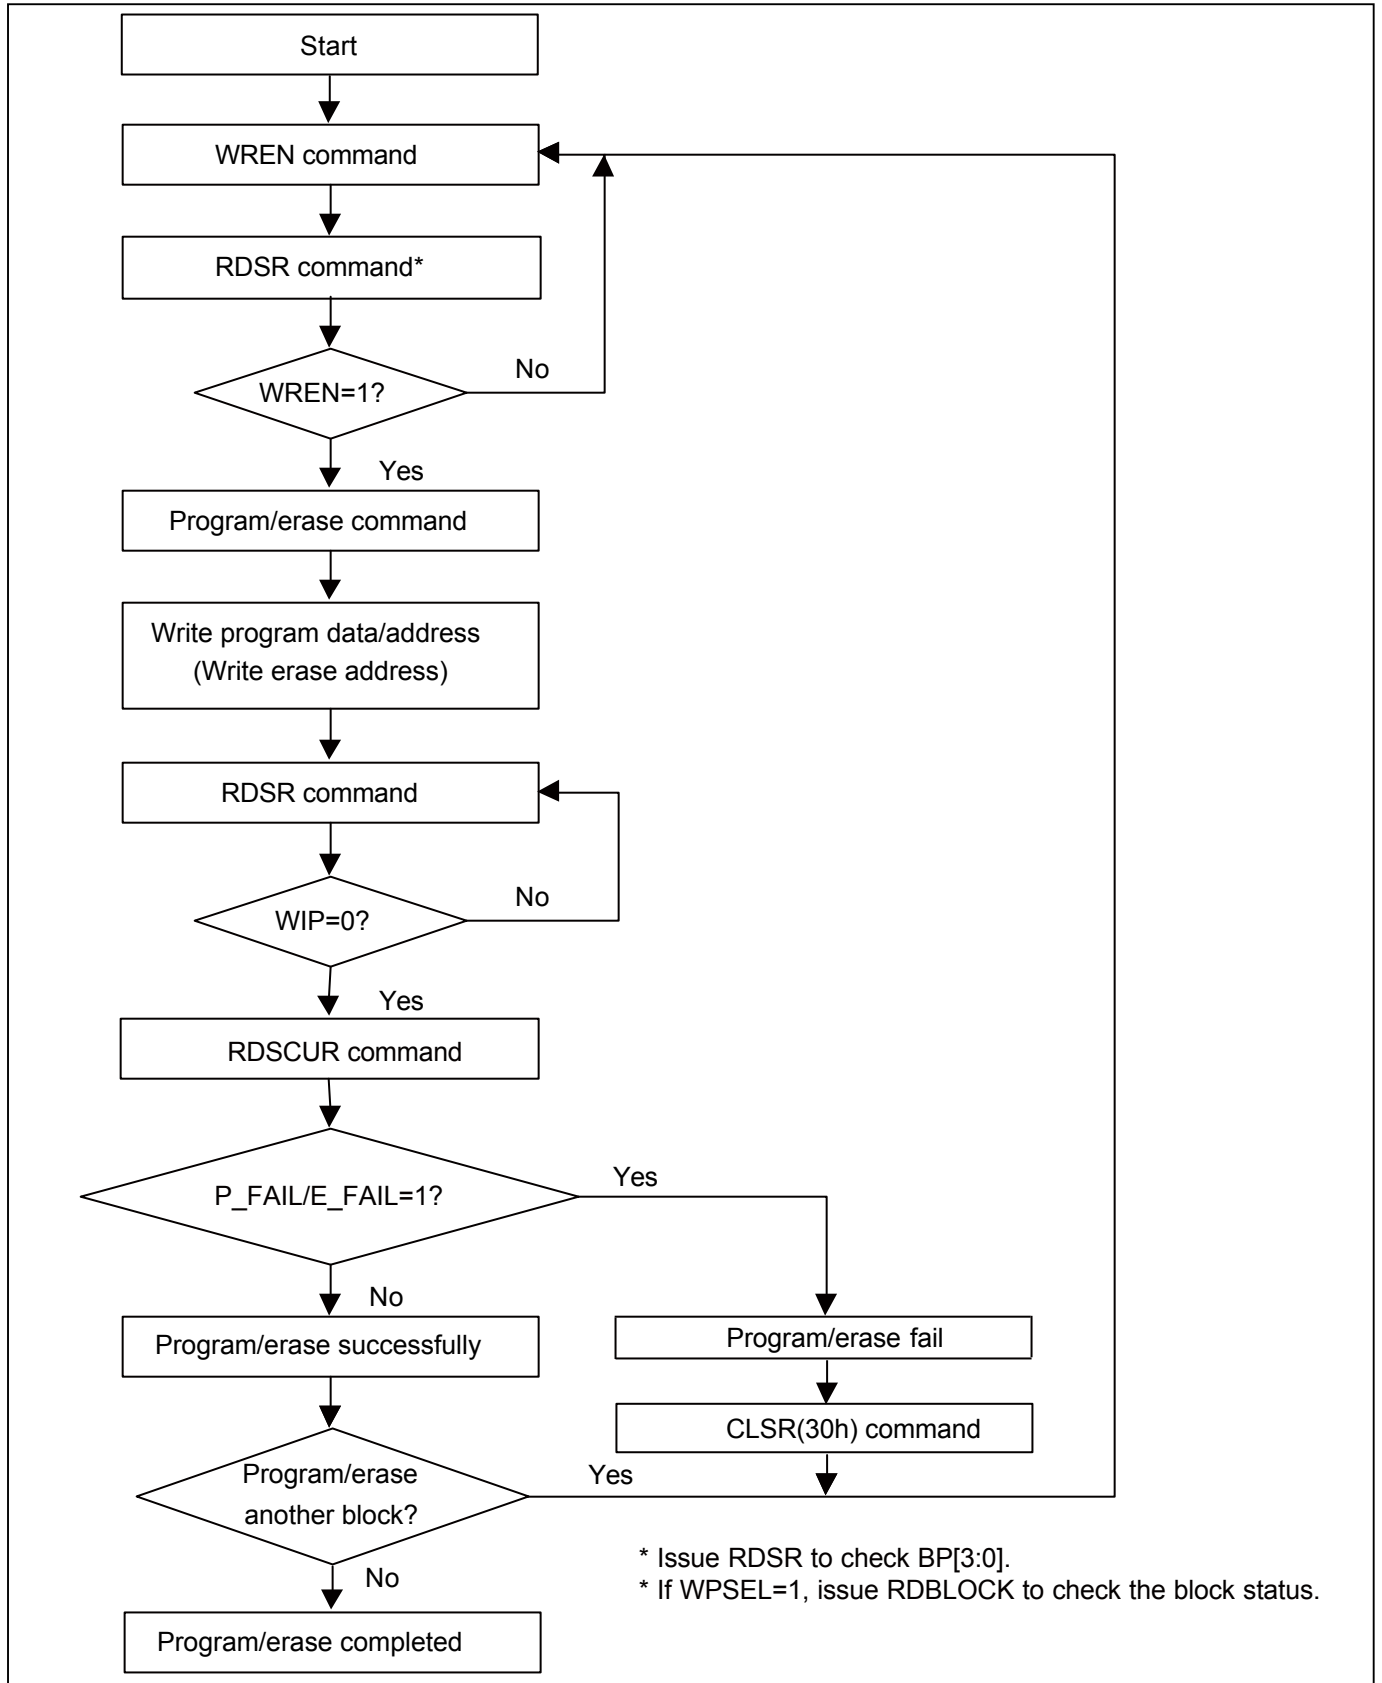 Start
WREN command
RDSR command*
WREN=1?
No
Yes
Program/erase command
Write program data/address
(Write erase address)
RDSR command
WIP=0?
No
Yes
RDSCUR command
P_FAIL/E_FAIL=1?
Yes
No
Program/erase successfully
Program/erase fail
CLSR(30h) command
Program/erase
another block?
Yes
No
* Issue RDSR to check BP[3:0].
* If WPSEL=1, issue RDBLOCK to check the block status.
Program/erase completed